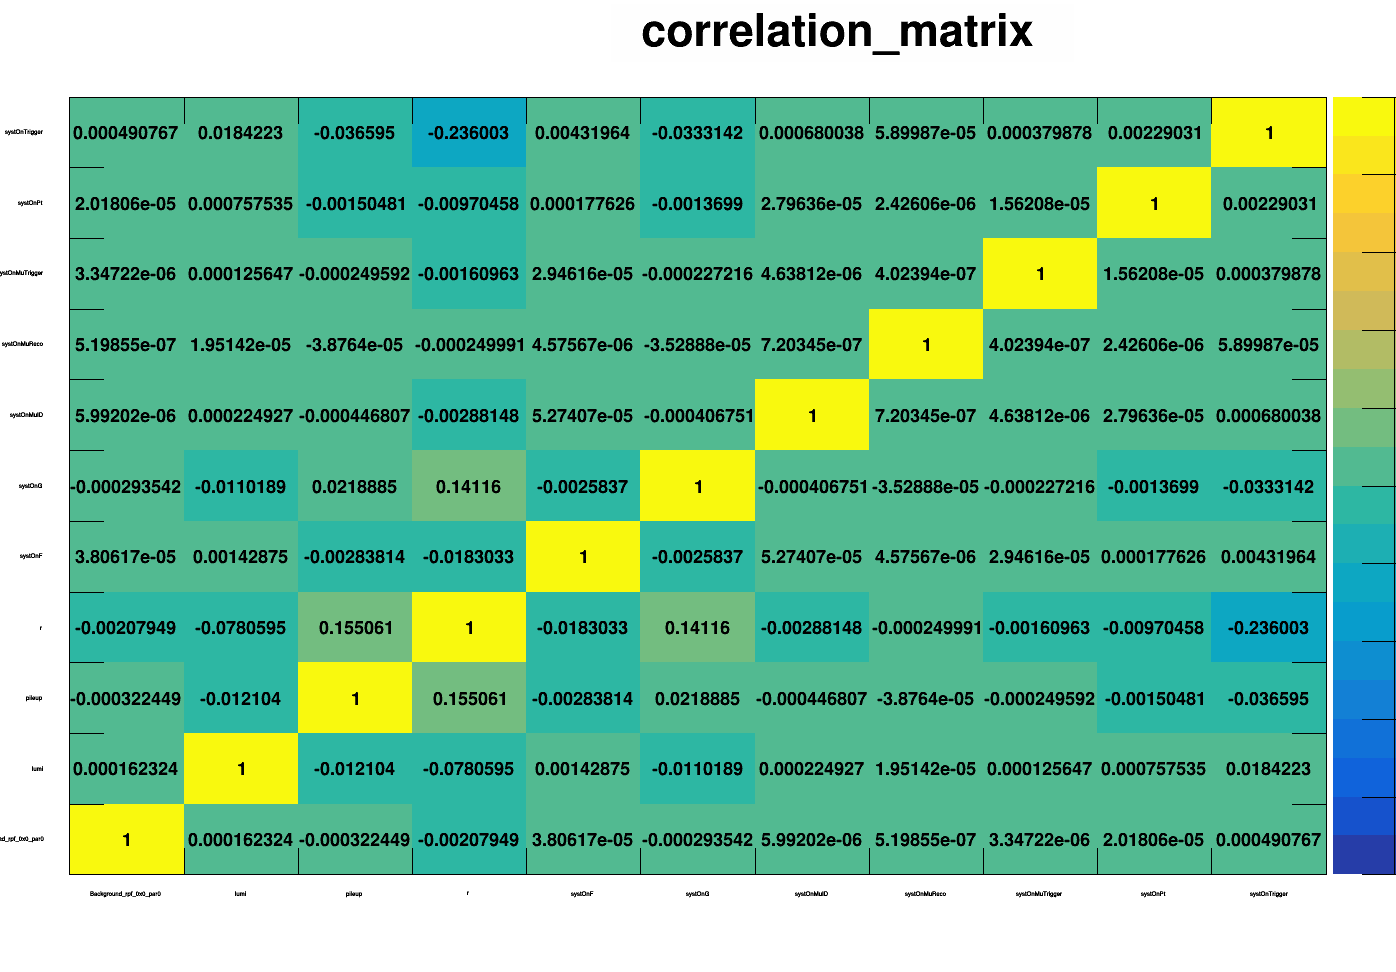 correlation_matrix
systOnTrigger 0.000490767 0.0184223 -0.036595 -0.236003 0.00431964 -0.0333142 0.000680038 5.89987e-05 0.000379878 0.00229031 1
systOnPt 2.01806e-05 0.000757535 -0.00150481 -0.00970458 0.000177626 -0.0013699 2.79636e-05 2.42606e-06 1.56208e-05 1 0.00229031
ystOnMuTrigger 3.34722e-06 0.000125647 -0.000249592 -0.00160963 2.94616e-05 -0.000227216 4.63812e-06 4.02394e-07 1 1.56208e-05 0.000379878
systOnMuReco 5.19855e-07 1.95142e-05 -3.8764e-05 -0.000249991 4.57567e-06 -3.52888e-05 7.20345e-07 1 4.02394e-07 2.42606e-06 5.89987e-05
systOnMuID 5.99202e-06 0.000224927 -0.000446807 -0.00288148 5.27407e-05 -0.000406751 1 7.20345e-07 4.63812e-06 2.79636e-05 0.000680038
systOnG -0.000293542 -0.0110189 0.0218885 0.14116 -0.0025837 1 -0.000406751 -3.52888e-05 -0.000227216 -0.0013699 -0.0333142
systOnF 3.80617e-05 0.00142875 -0.00283814 -0.0183033 1 -0.0025837 5.27407e-05 4.57567e-06 2.94616e-05 0.000177626 0.00431964
r -0.00207949 -0.0780595 0.155061 1 -0.0183033 0.14116 -0.00288148 -0.000249991 -0.00160963 -0.00970458 -0.236003
pileup -0.000322449 -0.012104 1 0.155061 -0.00283814 0.0218885 -0.000446807 -3.8764e-05 -0.000249592 -0.00150481 -0.036595
lumi 0.000162324 1 -0.012104 -0.0780595 0.00142875 -0.0110189 0.000224927 1.95142e-05 0.000125647 0.000757535 0.0184223
nd_rpf_0x0_par0 1 0.000162324 -0.000322449 -0.00207949 3.80617e-05 -0.000293542 5.99202e-06 5.19855e-07 3.34722e-06 2.01806e-05 0.000490767
Background_rpf_0x0_par0 lumi pileup r systOnF systOnG systOnMuID systOnMuReco systOnMuTrigger systOnPt systOnTrigger